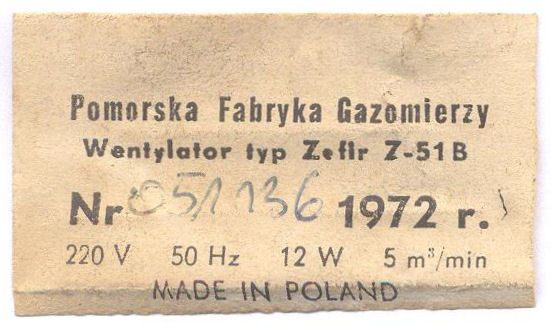 Pomorska Fabryka Gazomierzy
Wentylator typ Zefir Z-51B
Nr 051136 1972 r.
220 V 50 Hz 12 W 5 m³/min
MADE IN POLAND